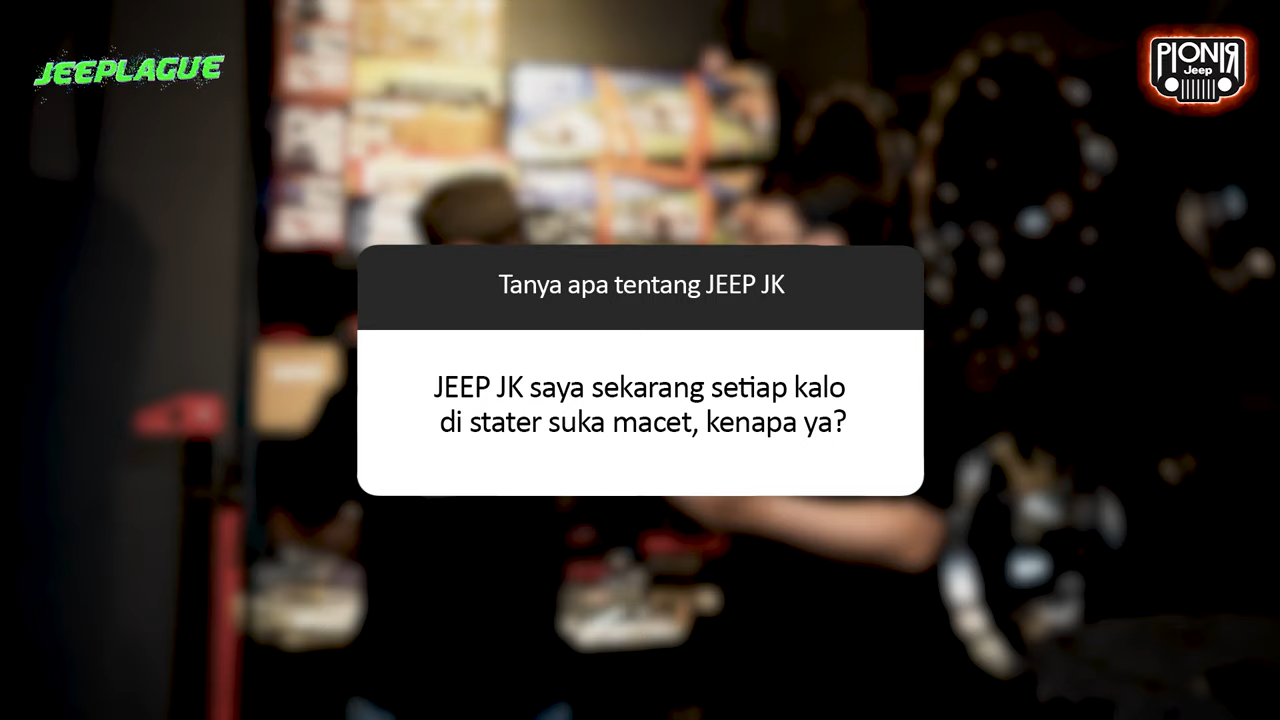 JEEPLAGUE
PIONIR
Jeep
Tanya apa tentang JEEP JK
JEEP JK saya sekarang setiap kalo
di stater suka macet, kenapa ya?